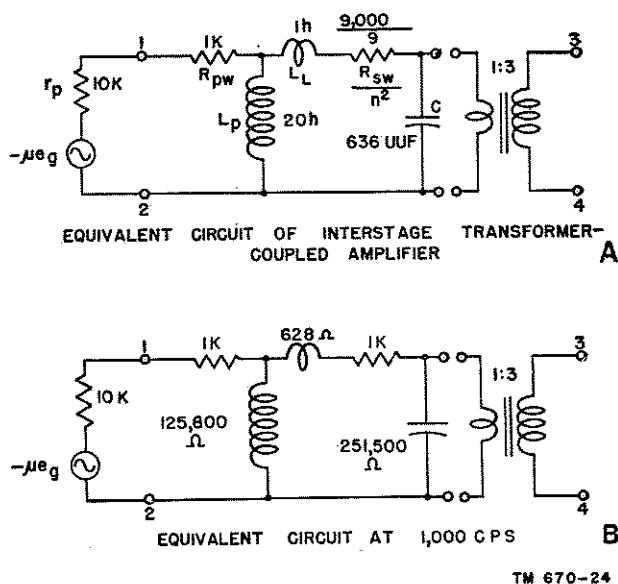 1h
9,000
9
1
1K
Rpw
LL
Rsw
n²
1:3
3
rp
10K
Lp
20h
C
636 UUF
-μeg
2
4
EQUIVALENT CIRCUIT OF INTERSTAGE TRANSFORMER-
COUPLED AMPLIFIER
A
628 Ω
1
1K
1K
3
1:3
10K
125,800
Ω
251,500
Ω
-μeg
2
4
EQUIVALENT CIRCUIT AT 1,000 CPS
B
TM 670-24